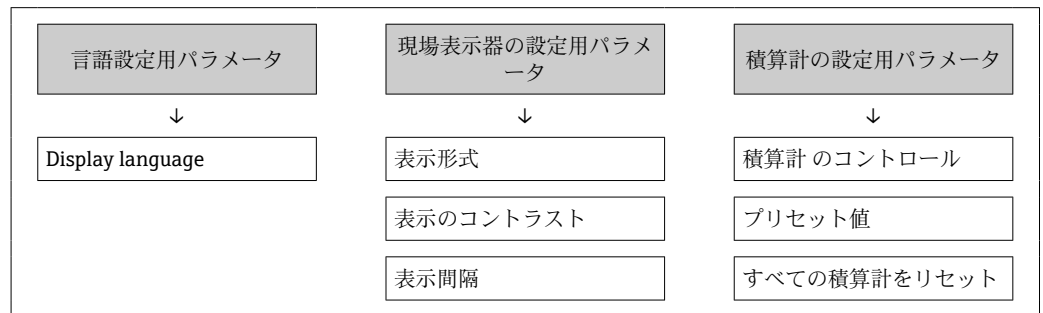 言語設定用パラメータ
↓
Display language
現場表示器の設定用パラメ
ータ
↓
表示形式
表示のコントラスト
表示間隔
積算計の設定用パラメータ
↓
積算計 のコントロール
プリセット値
すべての積算計をリセット